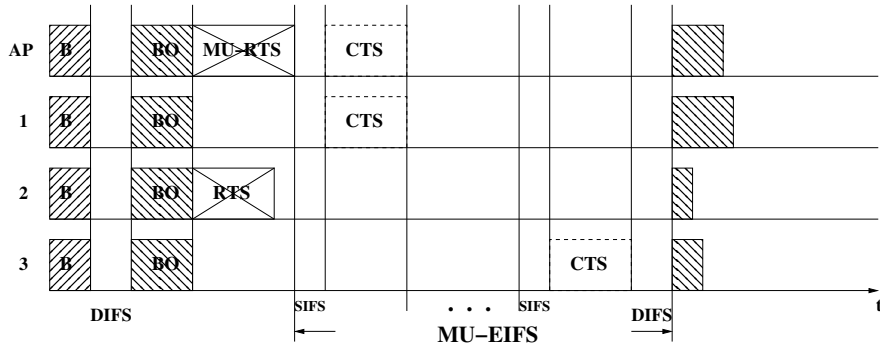 AP B BO MU-RTS CTS
1 B BO CTS
2 B BO RTS
3 B BO CTS
t
DIFS SIFS . . . SIFS DIFS
MU-EIFS